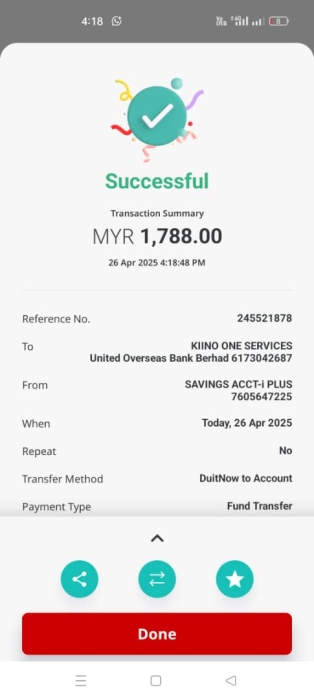 4:18
Successful
Transaction Summary
MYR 1,788.00
26 Apr 2025 4:18:48 PM
Reference No. 245521878
To KIINO ONE SERVICES
United Overseas Bank Berhad 6173042687
From SAVINGS ACCT-i PLUS
7605647225
When Today, 26 Apr 2025
Repeat No
Transfer Method DuitNow to Account
Payment Type Fund Transfer
Done